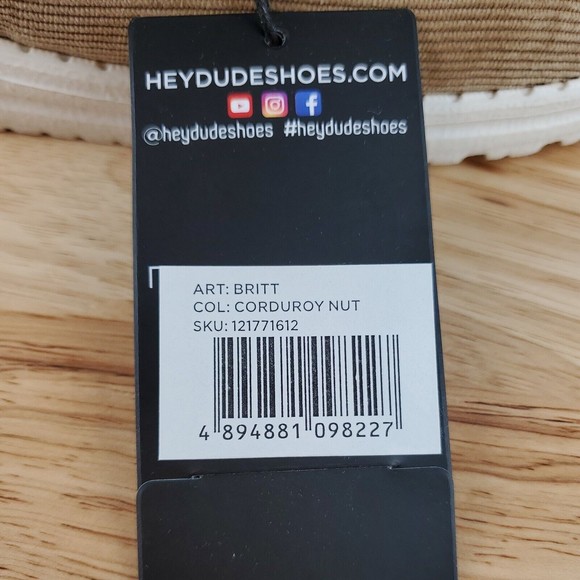 HEYDUDESHOES.COM
@heydudeshoes #heydudeshoes
ART: BRITT
COL: CORDUROY NUT
SKU: 121771612
4 894881 098227